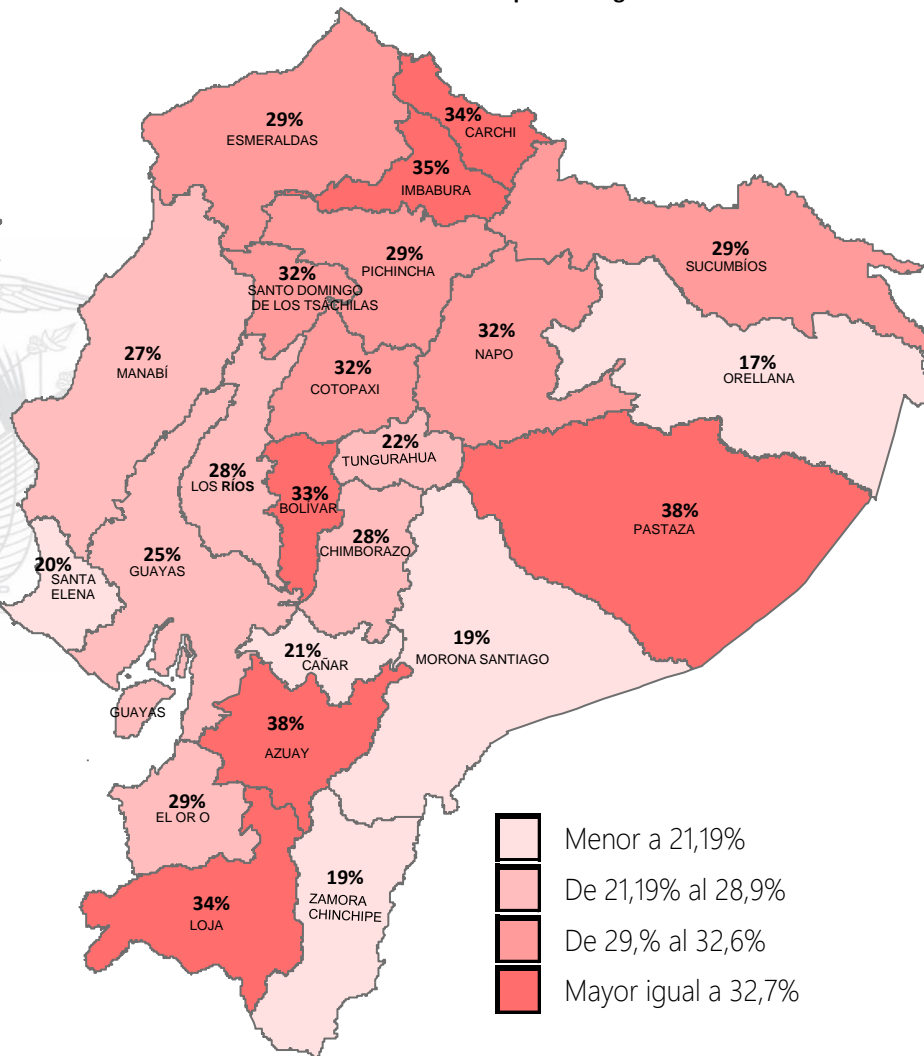 34%
CARCHI
29%
ESMERALDAS
35%
IMBABURA
29%
PICHINCHA
29%
SUCUMBÍOS
32%
SANTO DOMINGO
DE LOS TSÁCHILAS
32%
NAPO
27%
MANABÍ
32%
COTOPAXI
17%
ORELLANA
22%
TUNGURAHUA
28%
LOS RÍOS
33%
BOLÍVAR
38%
PASTAZA
28%
CHIMBORAZO
25%
GUAYAS
20%
SANTA
ELENA
21%
CAÑAR
19%
MORONA SANTIAGO
GUAYAS
38%
AZUAY
29%
EL OR O
19%
ZAMORA
CHINCHIPE
34%
LOJA
Menor a 21,19%
De 21,19% al 28,9%
De 29,% al 32,6%
Mayor igual a 32,7%